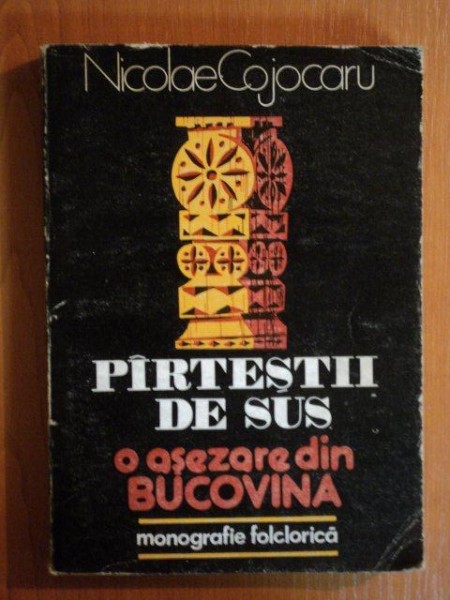 Nicolae Cojocaru
PÎRTEȘTII
DE SUS
o așezare din
BUCOVINA
monografie folclorică